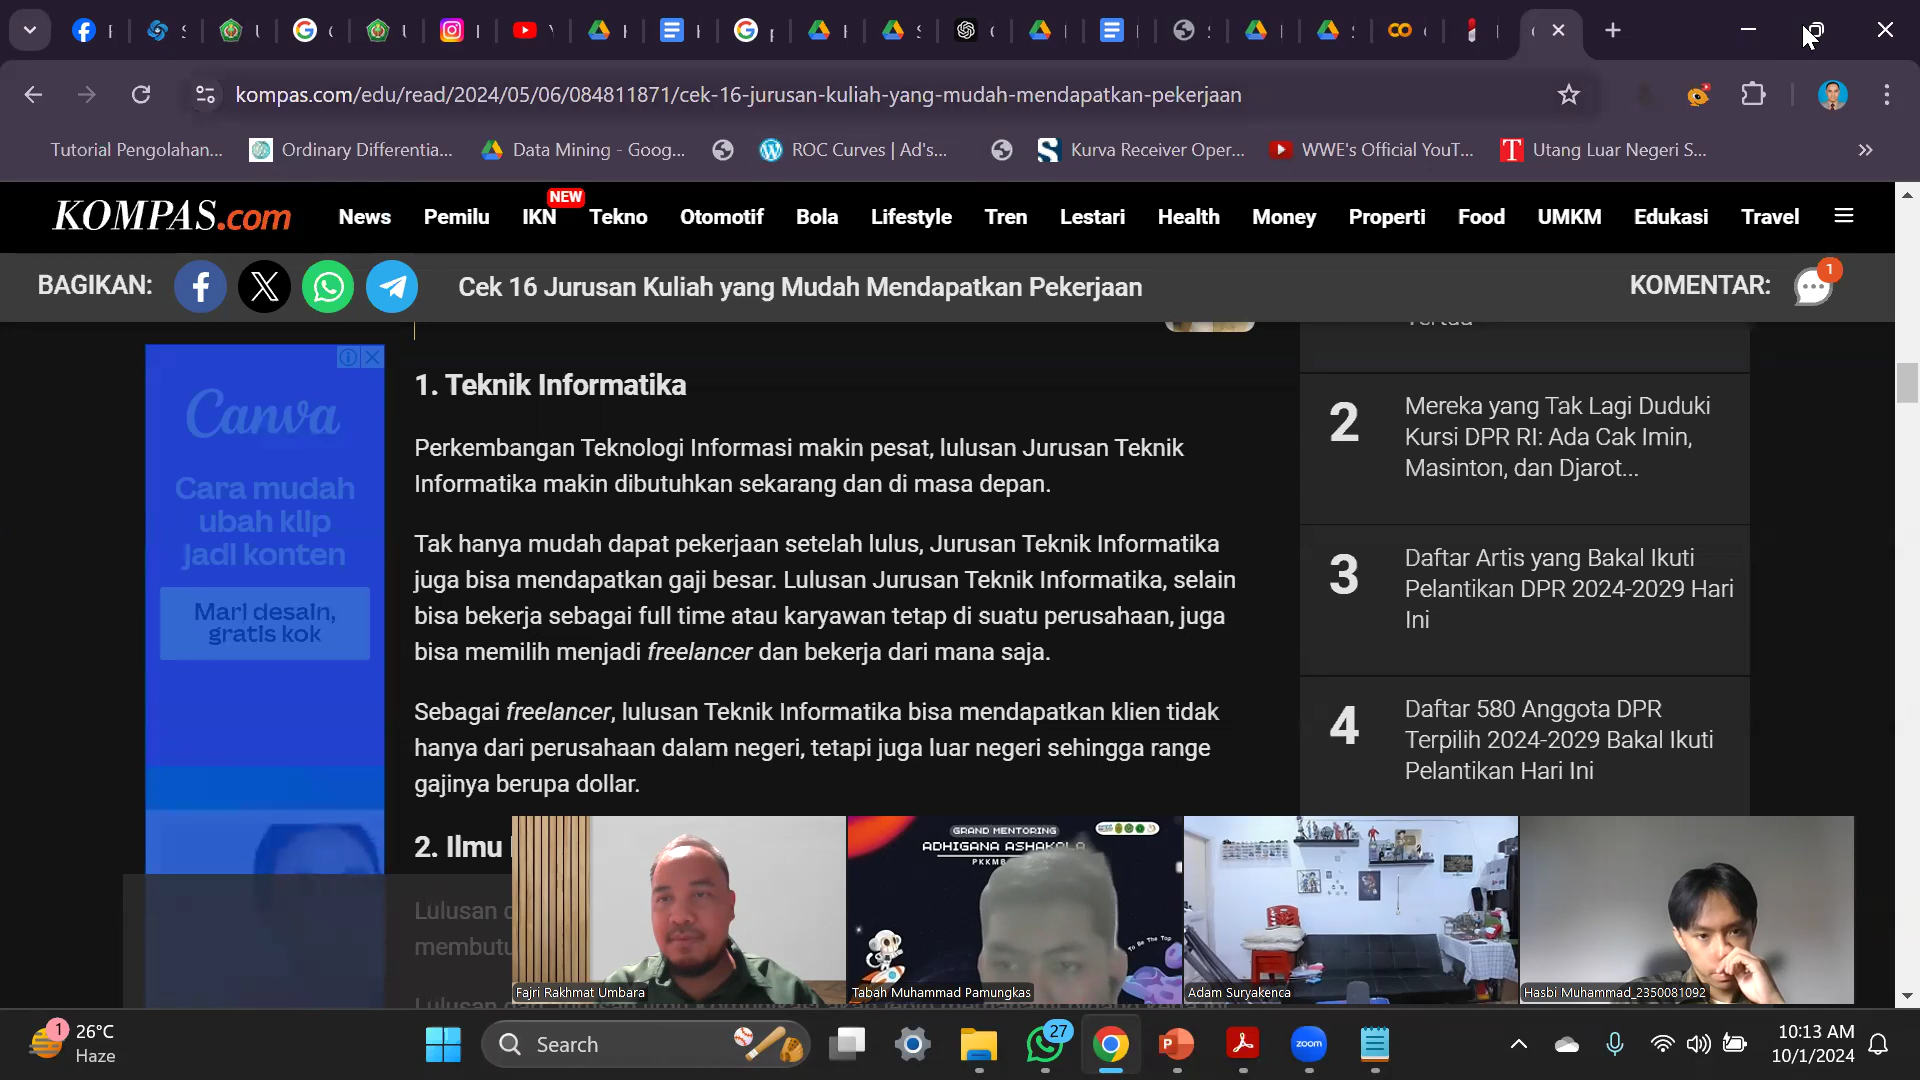 kompas.com/edu/read/2024/05/06/084811871/cek-16-jurusan-kuliah-yang-mudah-mendapatkan-pekerjaan
Tutorial Pengolahan...
Ordinary Differentia...
Data Mining - Goog...
ROC Curves | Ad's...
Kurva Receiver Oper...
WWE's Official YouT...
Utang Luar Negeri S...
KOMPAS.com
News
Pemilu
NEW
IKN
Tekno
Otomotif
Bola
Lifestyle
Tren
Lestari
Health
Money
Properti
Food
UMKM
Edukasi
Travel
BAGIKAN:
Cek 16 Jurusan Kuliah yang Mudah Mendapatkan Pekerjaan
KOMENTAR:
1
Canva
Cara mudah
ubah klip
jadi konten
Mari desain,
gratis kok
1. Teknik Informatika
Perkembangan Teknologi Informasi makin pesat, lulusan Jurusan Teknik
Informatika makin dibutuhkan sekarang dan di masa depan.
Tak hanya mudah dapat pekerjaan setelah lulus, Jurusan Teknik Informatika
juga bisa mendapatkan gaji besar. Lulusan Jurusan Teknik Informatika, selain
bisa bekerja sebagai full time atau karyawan tetap di suatu perusahaan, juga
bisa memilih menjadi freelancer dan bekerja dari mana saja.
Sebagai freelancer, lulusan Teknik Informatika bisa mendapatkan klien tidak
hanya dari perusahaan dalam negeri, tetapi juga luar negeri sehingga range
gajinya berupa dollar.
2. Ilmu
Lulusan
2
Mereka yang Tak Lagi Duduki
Kursi DPR RI: Ada Cak Imin,
Masinton, dan Djarot...
3
Daftar Artis yang Bakal Ikuti
Pelantikan DPR 2024-2029 Hari
Ini
4
Daftar 580 Anggota DPR
Terpilih 2024-2029 Bakal Ikuti
Pelantikan Hari Ini
GRAND MENTORING
ADHIGANA ASHAKALA
PKKMB
To Be The Top
Fajri Rakhmat Umbara
Tabah Muhammad Pamungkas
Adam Suryakenca
Hasbi Muhammad_2350081092
1
26°C
Haze
Search
27
zoom
10:13 AM
10/1/2024